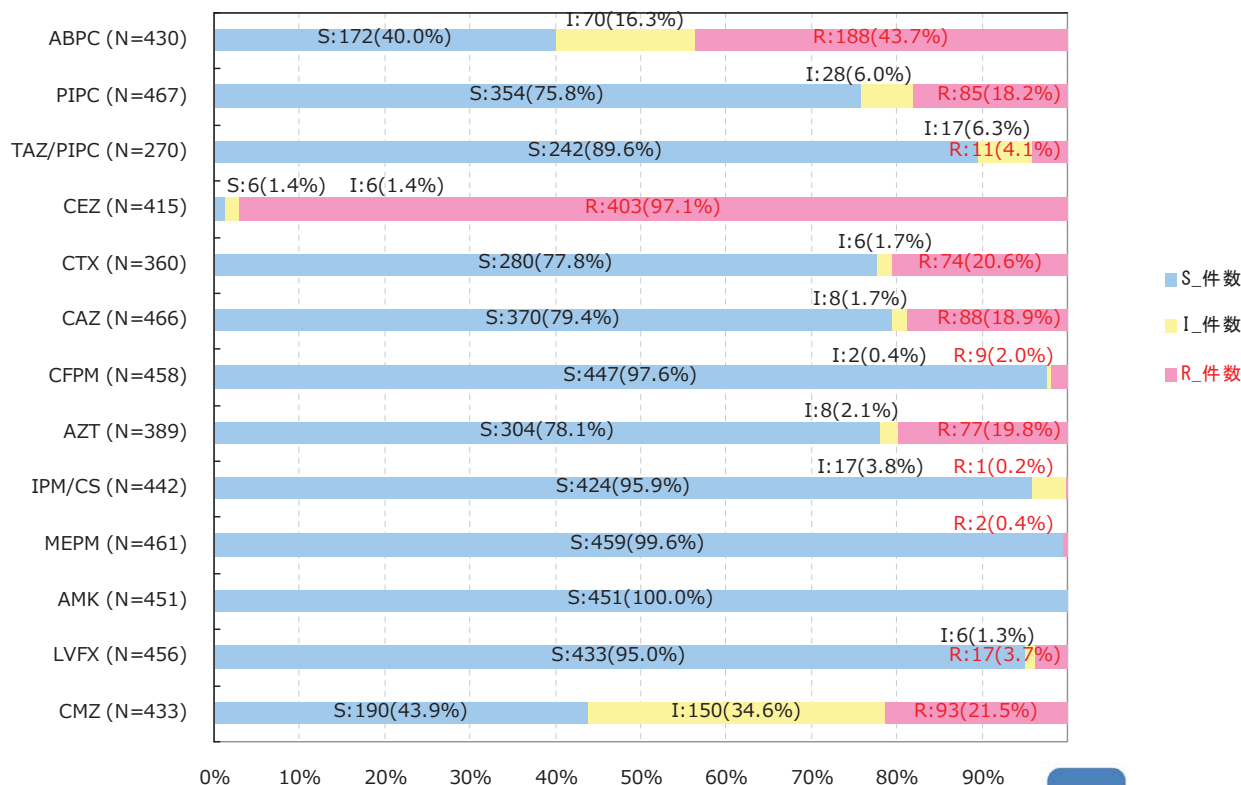 I:70(16.3%)
ABPC (N=430) S:172(40.0%) R:188(43.7%)
I:28(6.0%)
PIPC (N=467) S:354(75.8%) R:85(18.2%)
I:17(6.3%)
TAZ/PIPC (N=270) S:242(89.6%) R:11(4.1%)
S:6(1.4%) I:6(1.4%)
CEZ (N=415) R:403(97.1%)
I:6(1.7%)
CTX (N=360) S:280(77.8%) R:74(20.6%)
I:8(1.7%)
CAZ (N=466) S:370(79.4%) R:88(18.9%)
I:2(0.4%) R:9(2.0%)
CFPM (N=458) S:447(97.6%)
I:8(2.1%)
AZT (N=389) S:304(78.1%) R:77(19.8%)
I:17(3.8%) R:1(0.2%)
IPM/CS (N=442) S:424(95.9%)
R:2(0.4%)
MEPM (N=461) S:459(99.6%)
AMK (N=451) S:451(100.0%)
I:6(1.3%)
LVFX (N=456) S:433(95.0%) R:17(3.7%)
CMZ (N=433) S:190(43.9%) I:150(34.6%) R:93(21.5%)
0% 10% 20% 30% 40% 50% 60% 70% 80% 90%
S_件数
I_件数
R_件数